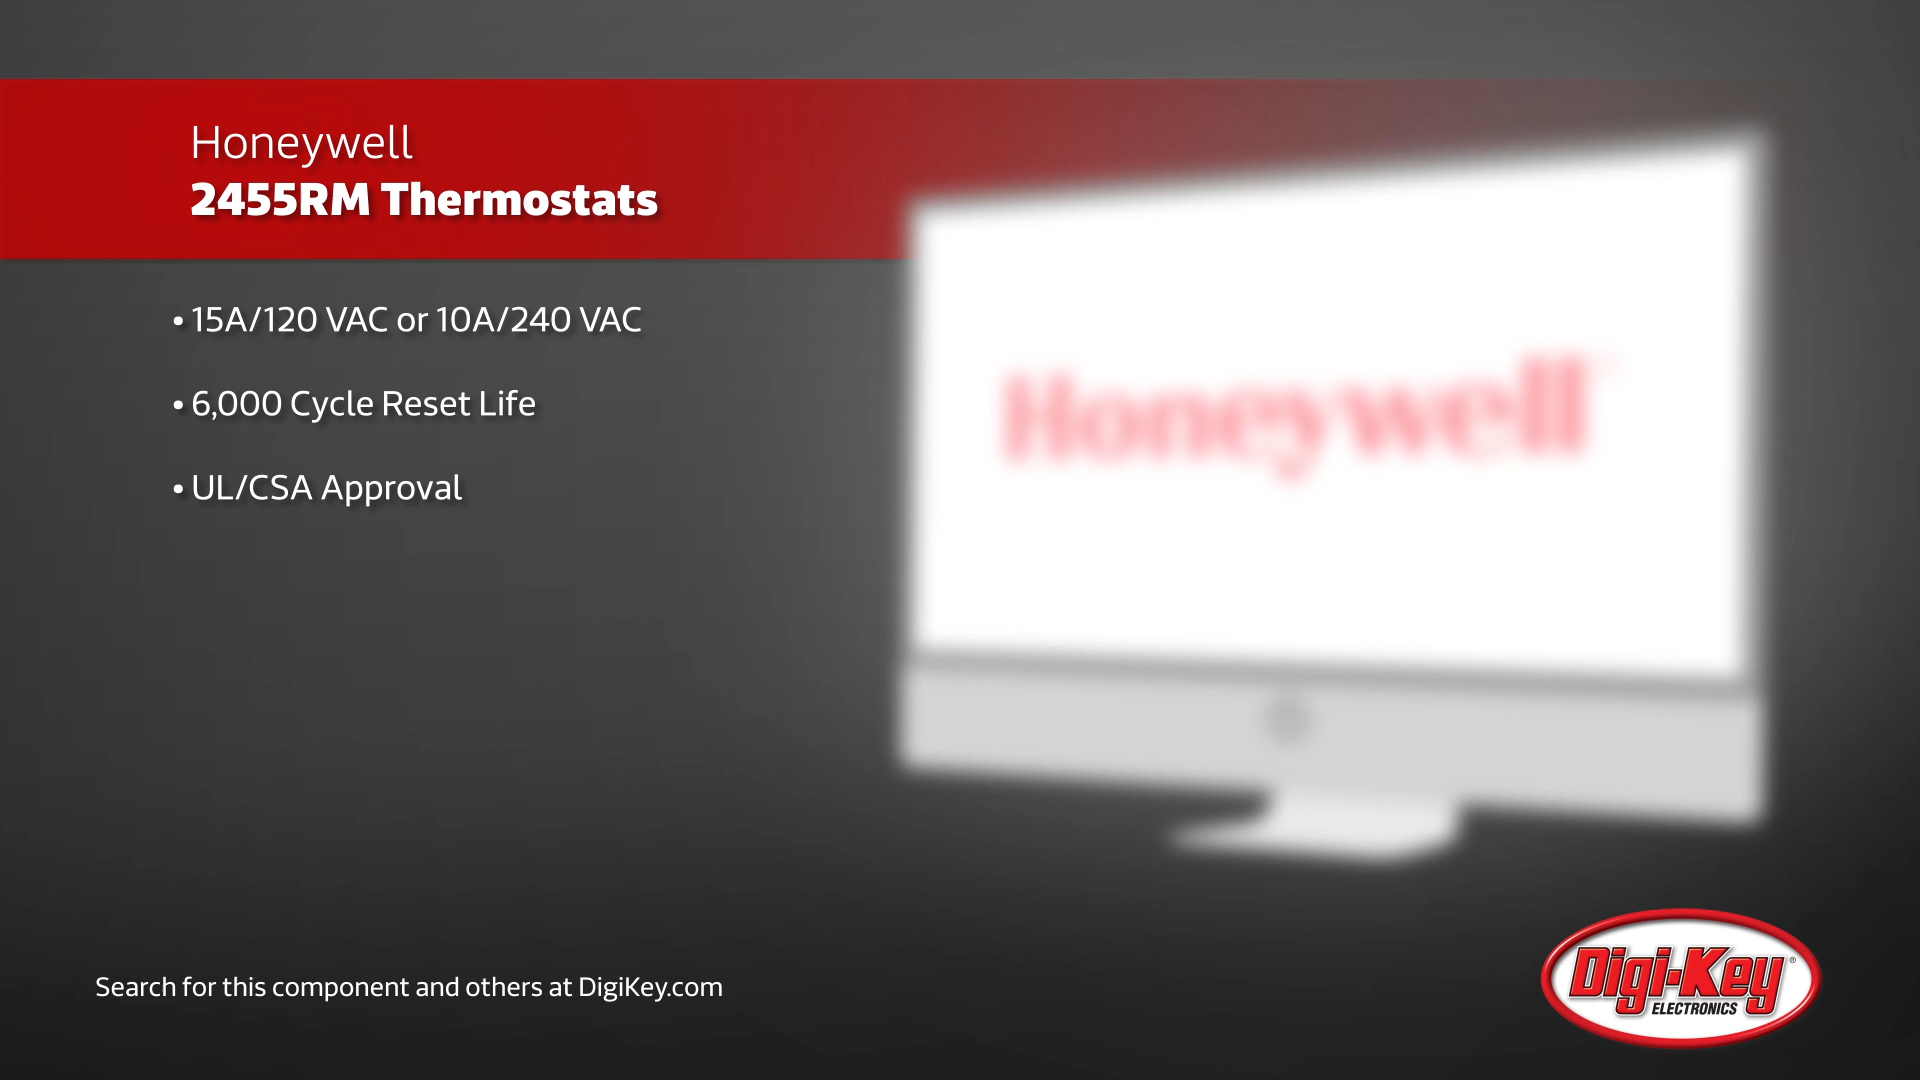 Honeywell
2455RM Thermostats
• 15A/120 VAC or 10A/240 VAC
• 6,000 Cycle Reset Life
• UL/CSA Approval
Honeywell
Search for this component and others at DigiKey.com
Digi-Key®
ELECTRONICS